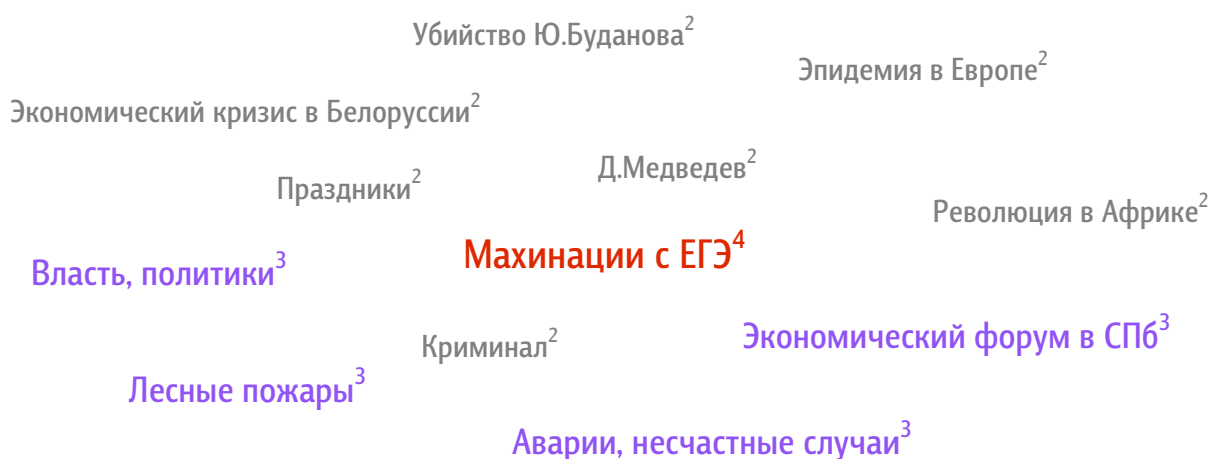 Убийство Ю.Буданова²
Эпидемия в Европе²
Экономический кризис в Белоруссии²
Д.Медведев²
Праздники²
Революция в Африке²
Махинации с ЕГЭ⁴
Власть, политики³
Экономический форум в СПб³
Криминал²
Лесные пожары³
Аварии, несчастные случаи³